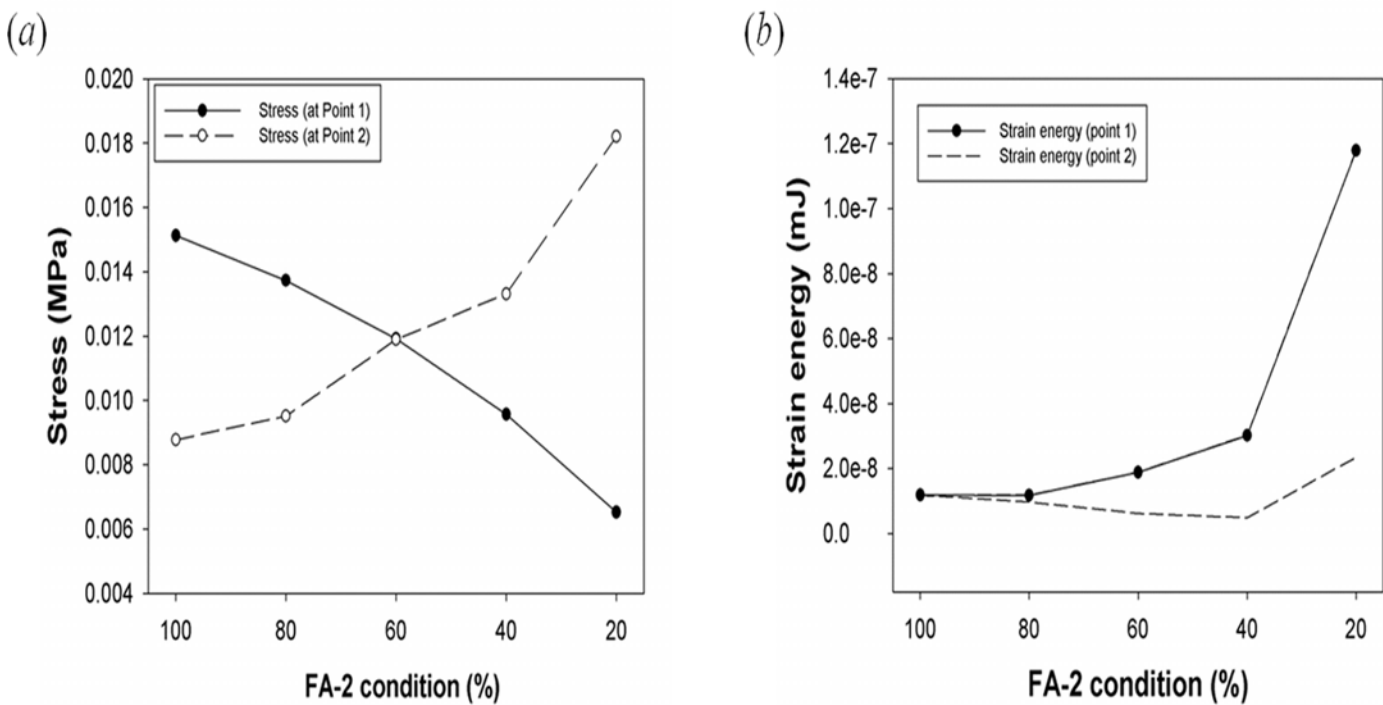 (a)
0.020
0.018
0.016
0.014
0.012
0.010
0.008
0.006
0.004
Stress (MPa)
Stress (at Point 1)
Stress (at Point 2)
100 80 60 40 20
FA-2 condition (%)
(b)
1.4e-7
1.2e-7
1.0e-7
8.0e-8
6.0e-8
4.0e-8
2.0e-8
0.0
Strain energy (mJ)
Strain energy (point 1)
Strain energy (point 2)
100 80 60 40 20
FA-2 condition (%)